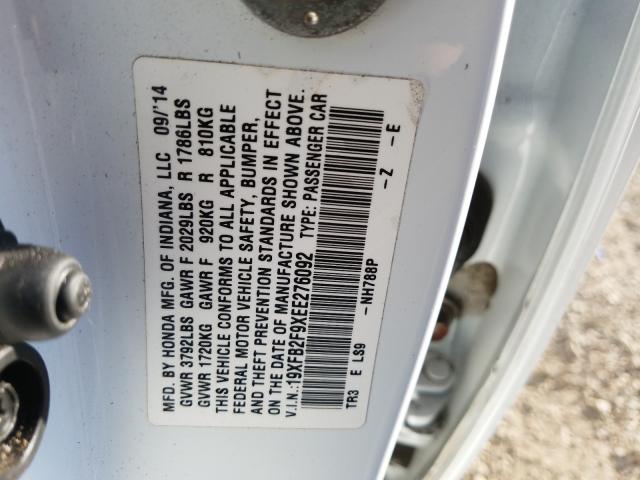 MFD. BY HONDA MFG. OF INDIANA, LLC 09/'14
GVWR 3792LBS GAWR F 2029LBS R 1786LBS
GVWR 1720KG GAWR F 920KG R 810KG
THIS VEHICLE CONFORMS TO ALL APPLICABLE
FEDERAL MOTOR VEHICLE SAFETY, BUMPER,
AND THEFT PREVENTION STANDARDS IN EFFECT
ON THE DATE OF MANUFACTURE SHOWN ABOVE.
V.I.N.:19XFB2F9XEE276092 TYPE: PASSENGER CAR
TR3 E LS9 -NH788P -Z -E